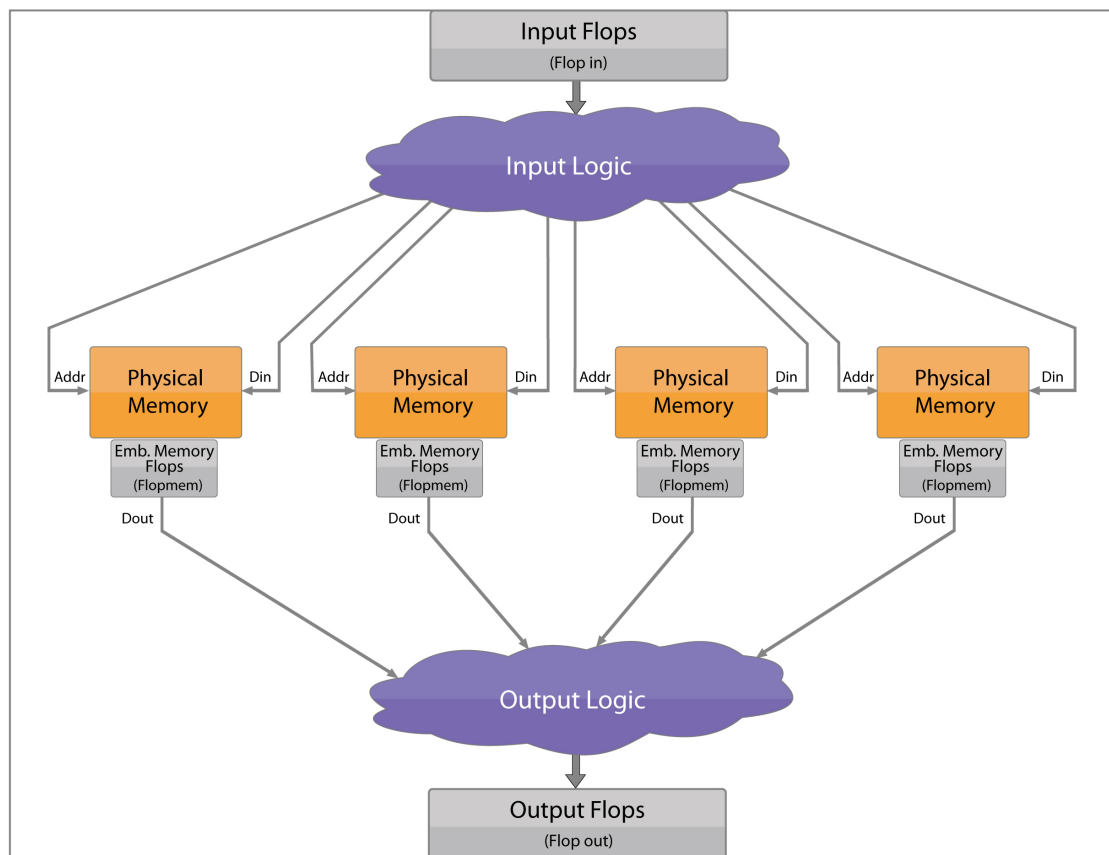 Input Flops
(Flop in)
Input Logic
Addr
Physical
Memory
Din
Addr
Physical
Memory
Din
Addr
Physical
Memory
Din
Addr
Physical
Memory
Din
Emb. Memory
Flops
(Flopmem)
Emb. Memory
Flops
(Flopmem)
Emb. Memory
Flops
(Flopmem)
Emb. Memory
Flops
(Flopmem)
Dout
Dout
Dout
Dout
Output Logic
Output Flops
(Flop out)